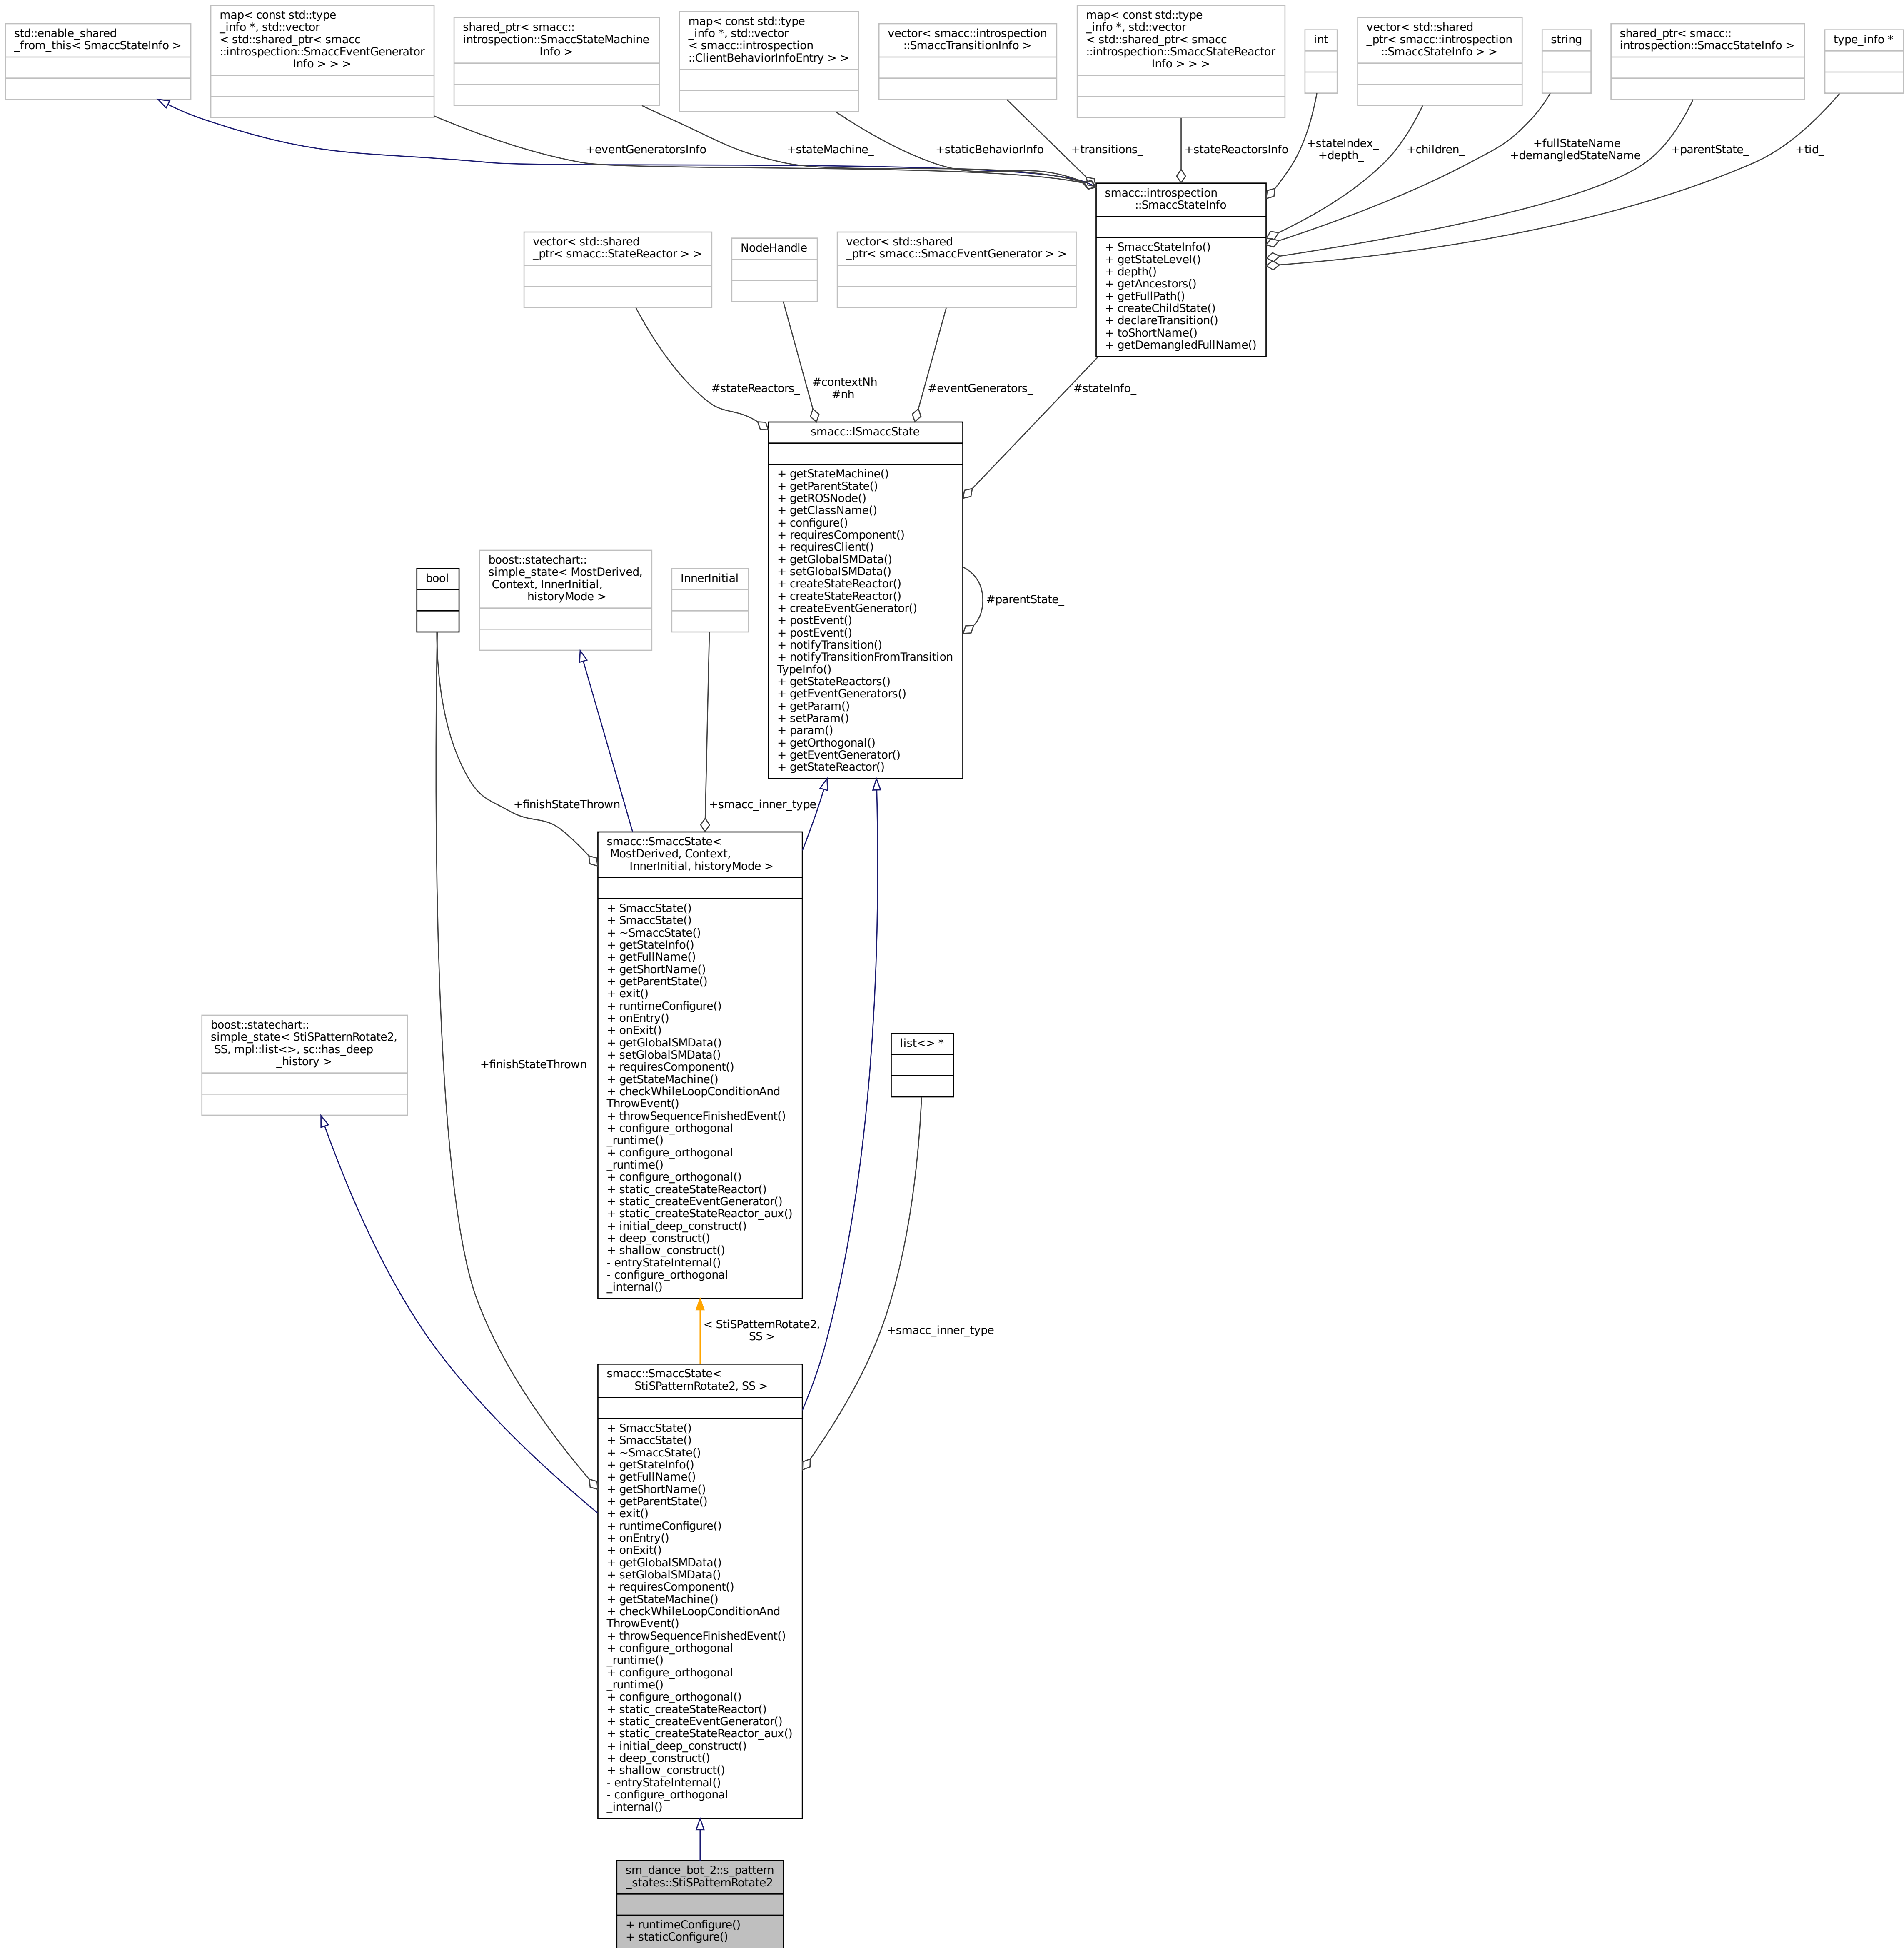 std::enable_shared
_from_this< SmaccStateInfo >
map< const std::type
_info *, std::vector
< std::shared_ptr< smacc
::introspection::SmaccEventGenerator
Info > > >
shared_ptr< smacc::
introspection::SmaccStateMachine
Info >
map< const std::type
_info *, std::vector
< smacc::introspection
::ClientBehaviorInfoEntry > >
vector< smacc::introspection
::SmaccTransitionInfo >
map< const std::type
_info *, std::vector
< std::shared_ptr< smacc
::introspection::SmaccStateReactor
Info > > >
int
vector< std::shared
_ptr< smacc::introspection
::SmaccStateInfo > >
string
shared_ptr< smacc::
introspection::SmaccStateInfo >
type_info *
+eventGeneratorsInfo
+stateMachine_
+staticBehaviorInfo
+transitions_
+stateReactorsInfo
+stateIndex_
+depth_
+children_
+fullStateName
+demangledStateName
+parentState_
+tid_
smacc::introspection
::SmaccStateInfo
+ SmaccStateInfo()
+ getStateLevel()
+ depth()
+ getAncestors()
+ getFullPath()
+ createChildState()
+ declareTransition()
+ toShortName()
+ getDemangledFullName()
vector< std::shared
_ptr< smacc::StateReactor > >
NodeHandle
vector< std::shared
_ptr< smacc::SmaccEventGenerator > >
#stateReactors_
#contextNh
#nh
#eventGenerators_
#stateInfo_
smacc::ISmaccState
+ getStateMachine()
+ getParentState()
+ getROSNode()
+ getClassName()
+ configure()
+ requiresComponent()
+ requiresClient()
+ getGlobalSMData()
+ setGlobalSMData()
+ createStateReactor()
+ createStateReactor()
+ createEventGenerator()
+ postEvent()
+ postEvent()
+ notifyTransition()
+ notifyTransitionFromTransition
TypeInfo()
+ getStateReactors()
+ getEventGenerators()
+ getParam()
+ setParam()
+ param()
+ getOrthogonal()
+ getEventGenerator()
+ getStateReactor()
#parentState_
bool
boost::statechart::
simple_state< MostDerived,
Context, InnerInitial,
historyMode >
InnerInitial
+finishStateThrown
+smacc_inner_type
smacc::SmaccState<
MostDerived, Context,
InnerInitial, historyMode >
+ SmaccState()
+ SmaccState()
+ ~SmaccState()
+ getStateInfo()
+ getFullName()
+ getShortName()
+ getParentState()
+ exit()
+ runtimeConfigure()
+ onEntry()
+ onExit()
+ getGlobalSMData()
+ setGlobalSMData()
+ requiresComponent()
+ getStateMachine()
+ checkWhileLoopConditionAnd
ThrowEvent()
+ throwSequenceFinishedEvent()
+ configure_orthogonal
_runtime()
+ configure_orthogonal
_runtime()
+ configure_orthogonal()
+ static_createStateReactor()
+ static_createEventGenerator()
+ static_createStateReactor_aux()
+ initial_deep_construct()
+ deep_construct()
+ shallow_construct()
- entryStateInternal()
- configure_orthogonal
_internal()
boost::statechart::
simple_state< StiSPatternRotate2,
SS, mpl::list<>, sc::has_deep
_history >
+finishStateThrown
list<> *
< StiSPatternRotate2,
SS >
+smacc_inner_type
smacc::SmaccState<
StiSPatternRotate2, SS >
+ SmaccState()
+ SmaccState()
+ ~SmaccState()
+ getStateInfo()
+ getFullName()
+ getShortName()
+ getParentState()
+ exit()
+ runtimeConfigure()
+ onEntry()
+ onExit()
+ getGlobalSMData()
+ setGlobalSMData()
+ requiresComponent()
+ getStateMachine()
+ checkWhileLoopConditionAnd
ThrowEvent()
+ throwSequenceFinishedEvent()
+ configure_orthogonal
_runtime()
+ configure_orthogonal
_runtime()
+ configure_orthogonal()
+ static_createStateReactor()
+ static_createEventGenerator()
+ static_createStateReactor_aux()
+ initial_deep_construct()
+ deep_construct()
+ shallow_construct()
- entryStateInternal()
- configure_orthogonal
_internal()
sm_dance_bot_2::s_pattern
_states::StiSPatternRotate2
+ runtimeConfigure()
+ staticConfigure()